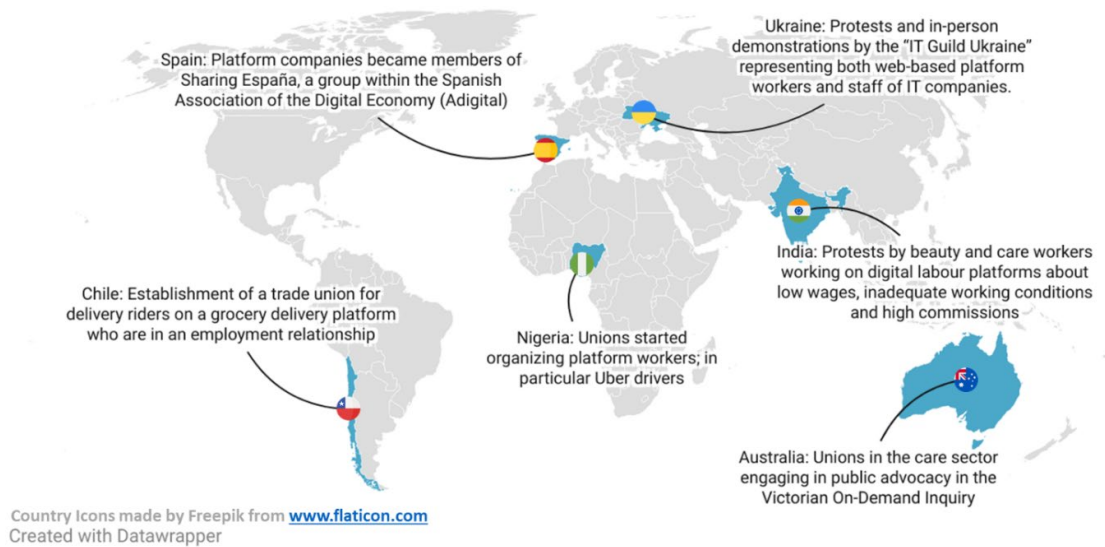 Ukraine: Protests and in-person
demonstrations by the “IT Guild Ukraine”
representing both web-based platform
workers and staff of IT companies.
Spain: Platform companies became members of
Sharing España, a group within the Spanish
Association of the Digital Economy (Adigital)
India: Protests by beauty and care workers
working on digital labour platforms about
low wages, inadequate working conditions
and high commissions
Chile: Establishment of a trade union for
delivery riders on a grocery delivery platform
who are in an employment relationship
Nigeria: Unions started
organizing platform workers; in
particular Uber drivers
Australia: Unions in the care sector
engaging in public advocacy in the
Victorian On-Demand Inquiry
Country Icons made by Freepik from www.flaticon.com
Created with Datawrapper